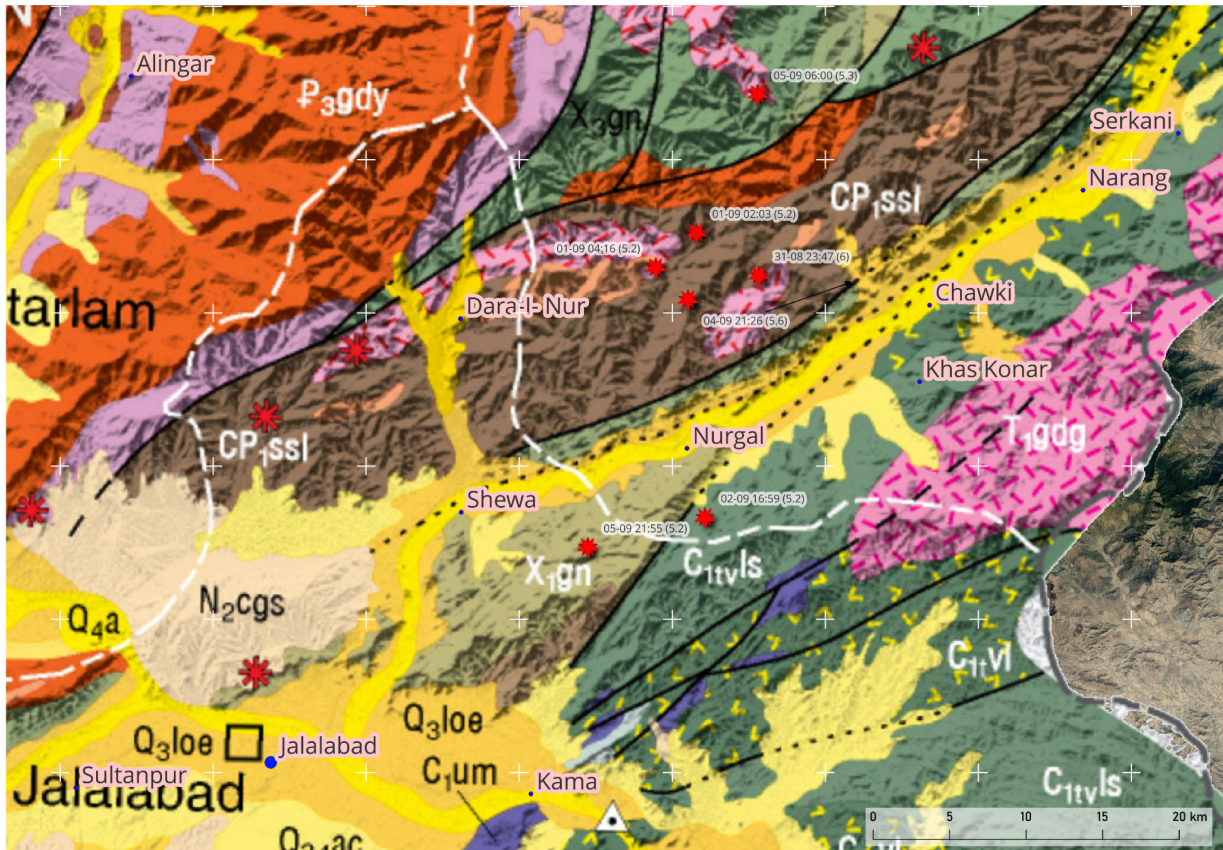 Alingar
₽₃gdy
05-09 06:00 (5.3)
X₃gn
Serkani
Narang
CP₁ssl
01-09 02:03 (5.2)
01-09 04:16 (5.2)
31-08 23:47 (6)
Chawki
tarlam
Dara-I- Nur
04-09 21:26 (5.6)
Khas Konar
CP₁ssl
Nurgal
T₁gdg
Shewa
02-09 16:59 (5.2)
05-09 21:55 (5.2)
X₁gn
C₁tvls
N₂cgs
Q₄a
C₁tvl
Q₃loe
Q₃loe
Jalalabad
C₁um
Sultanpur
Jalalabad
Kama
C₁tvls
0 5 10 15 20 km
Q₃₄ac